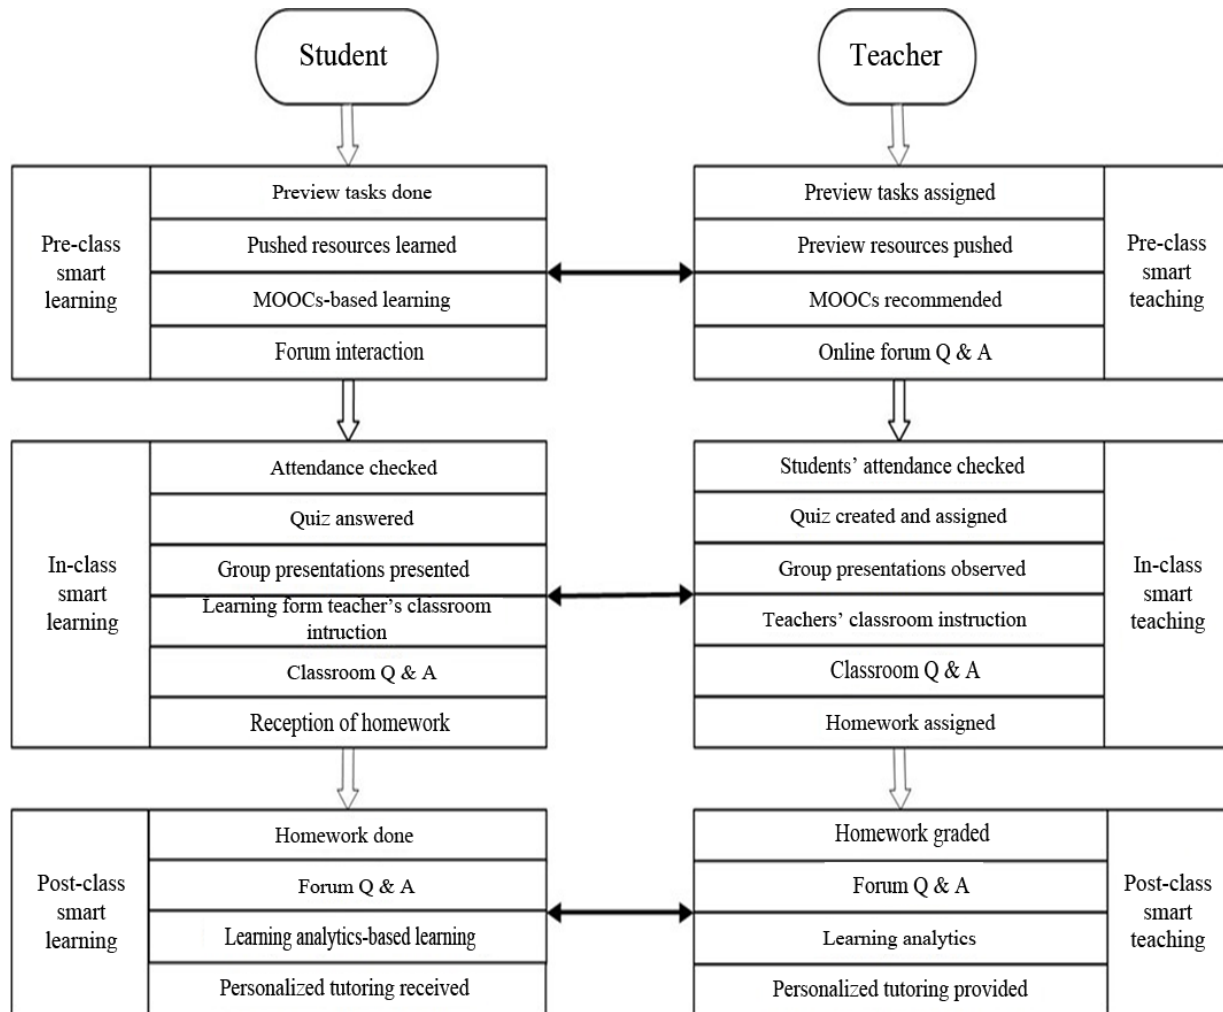 Student
Teacher
Pre-class
smart
learning
Preview tasks done
Pushed resources learned
MOOCs-based learning
Forum interaction
Preview tasks assigned
Preview resources pushed
MOOCs recommended
Online forum Q & A
Pre-class
smart
teaching
In-class
smart
learning
Attendance checked
Quiz answered
Group presentations presented
Learning form teacher’s classroom
intruction
Classroom Q & A
Reception of homework
Students’ attendance checked
Quiz created and assigned
Group presentations observed
Teachers’ classroom instruction
Classroom Q & A
Homework assigned
In-class
smart
teaching
Post-class
smart
learning
Homework done
Forum Q & A
Learning analytics-based learning
Personalized tutoring received
Homework graded
Forum Q & A
Learning analytics
Personalized tutoring provided
Post-class
smart
teaching